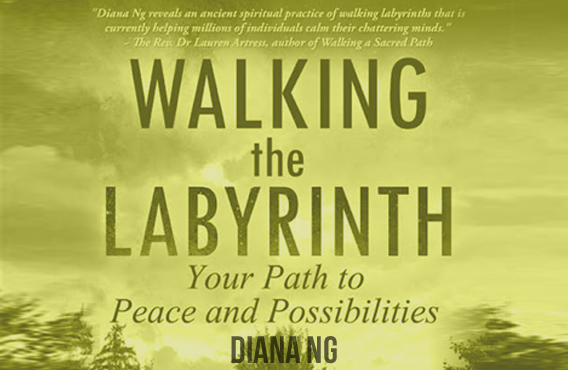 "Diana Ng reveals an ancient spiritual practice of walking labyrinths that is
currently helping millions of individuals calm their chattering minds."
- The Rev. Dr Lauren Artress, author of Walking a Sacred Path
WALKING
the
LABYRINTH
Your Path to
Peace and Possibilities
DIANA NG